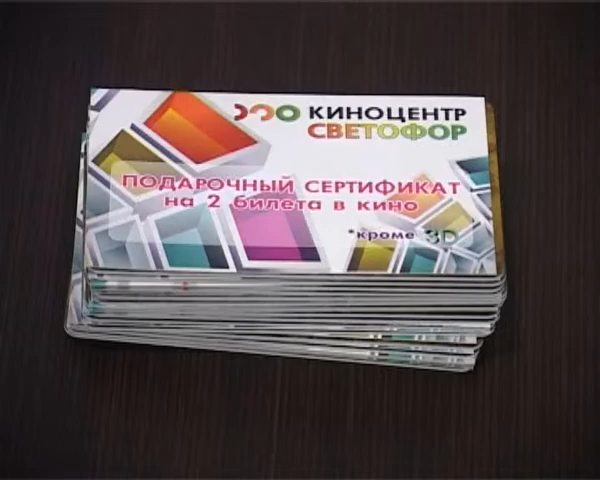 КИНОЦЕНТР
СВЕТОФОР
ПОДАРОЧНЫЙ СЕРТИФИКАТ
на 2 билета в кино
*кроме 3D